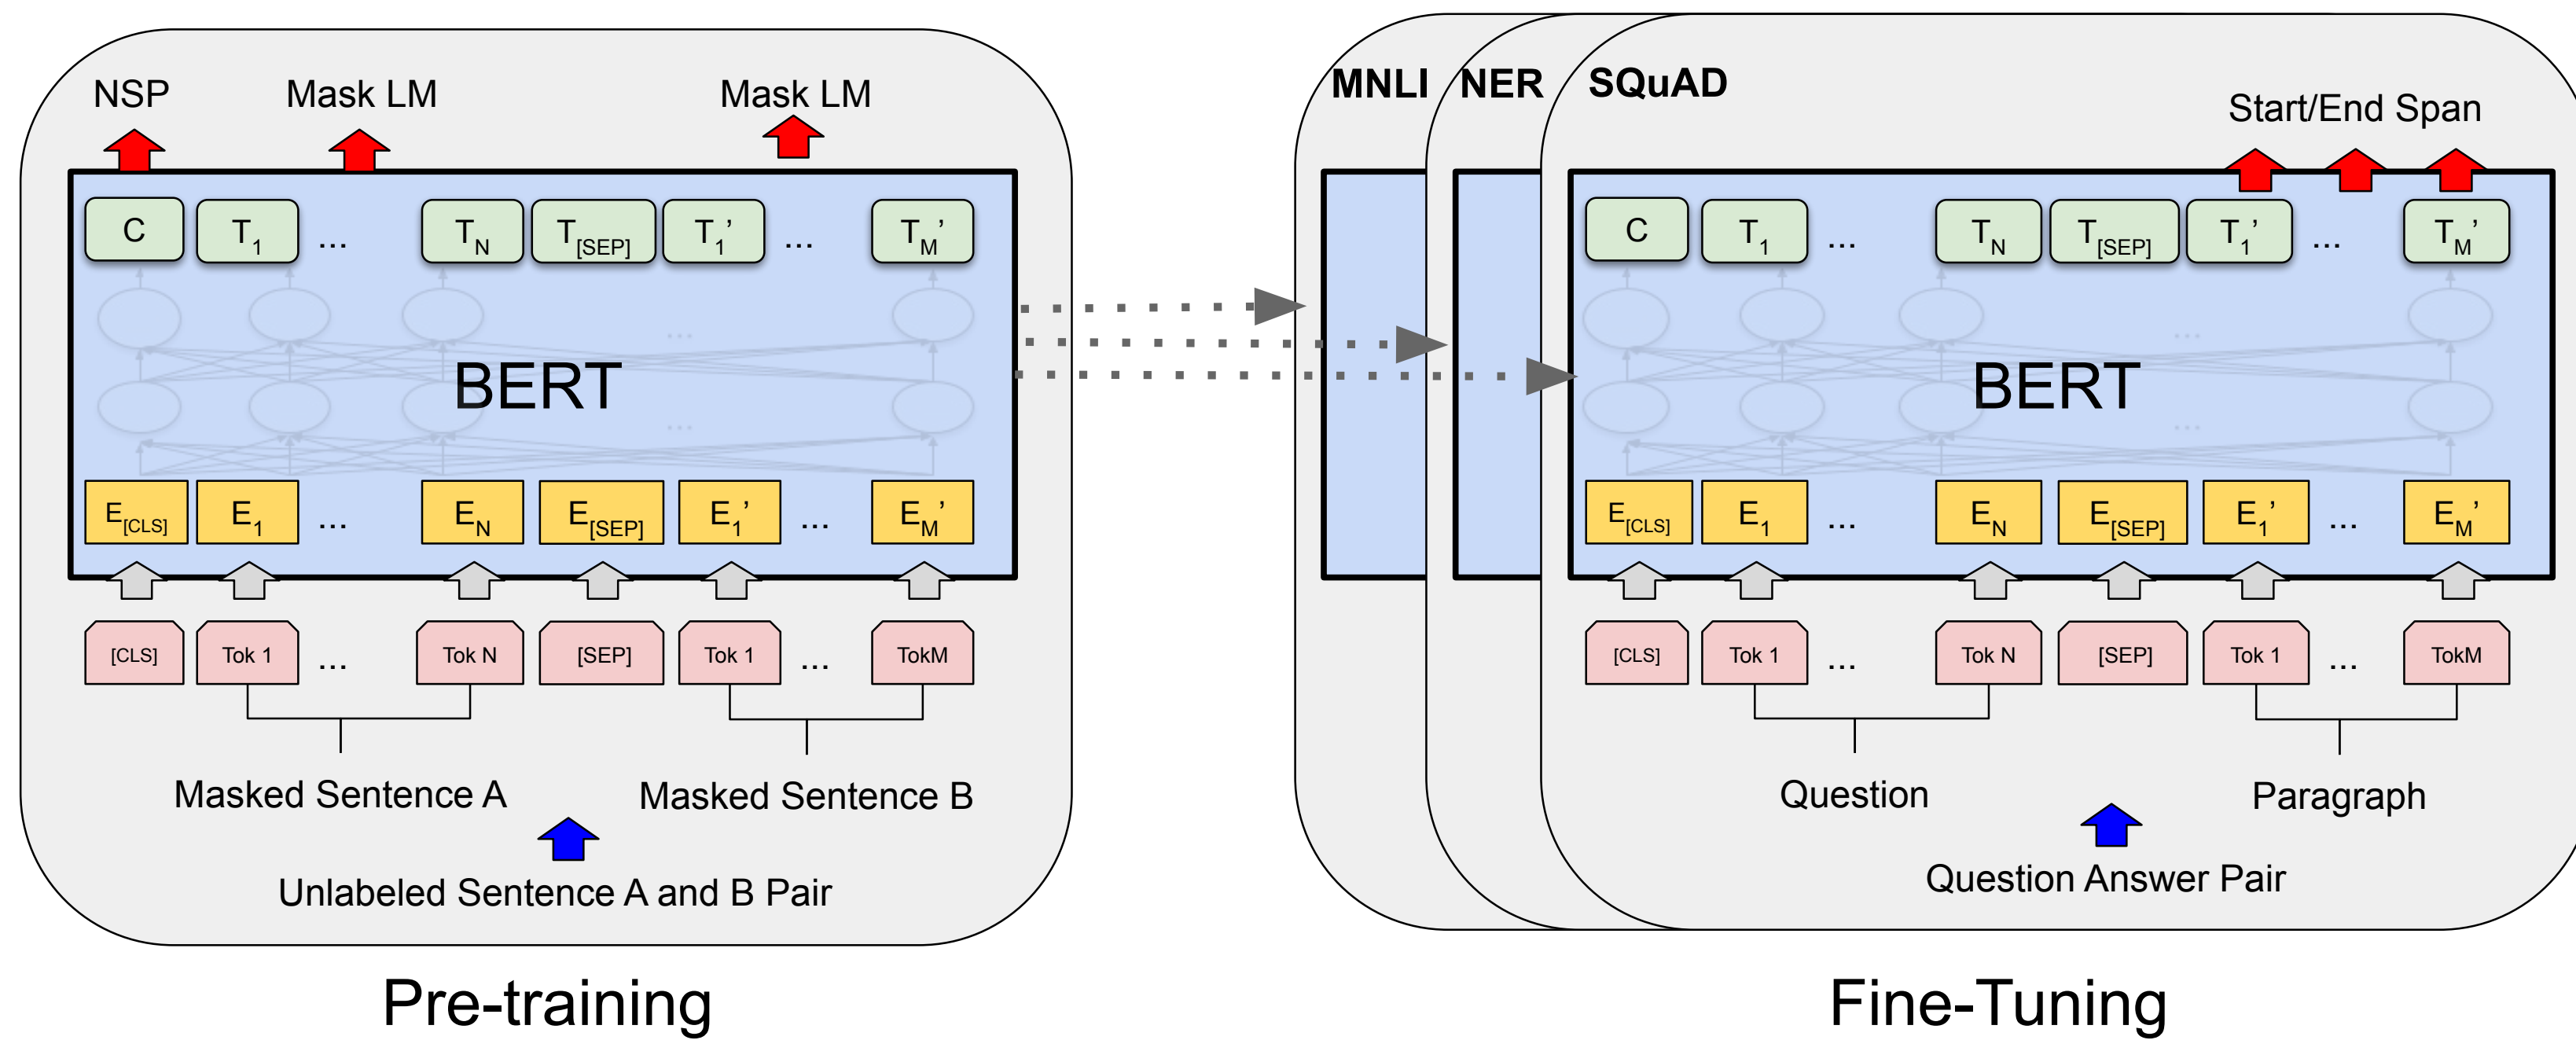 NSP Mask LM Mask LM
C T1 ... TN T[SEP] T1’ ... TM’
... 
BERT
...
E[CLS] E1 ... EN E[SEP] E1’ ... EM’
[CLS] Tok 1 ... Tok N [SEP] Tok 1 ... TokM
Masked Sentence A Masked Sentence B
Unlabeled Sentence A and B Pair
Pre-training
MNLI NER SQuAD
Start/End Span
C T1 ... TN T[SEP] T1’ ... TM’
...
BERT
...
E[CLS] E1 ... EN E[SEP] E1’ ... EM’
[CLS] Tok 1 ... Tok N [SEP] Tok 1 ... TokM
Question Paragraph
Question Answer Pair
Fine-Tuning